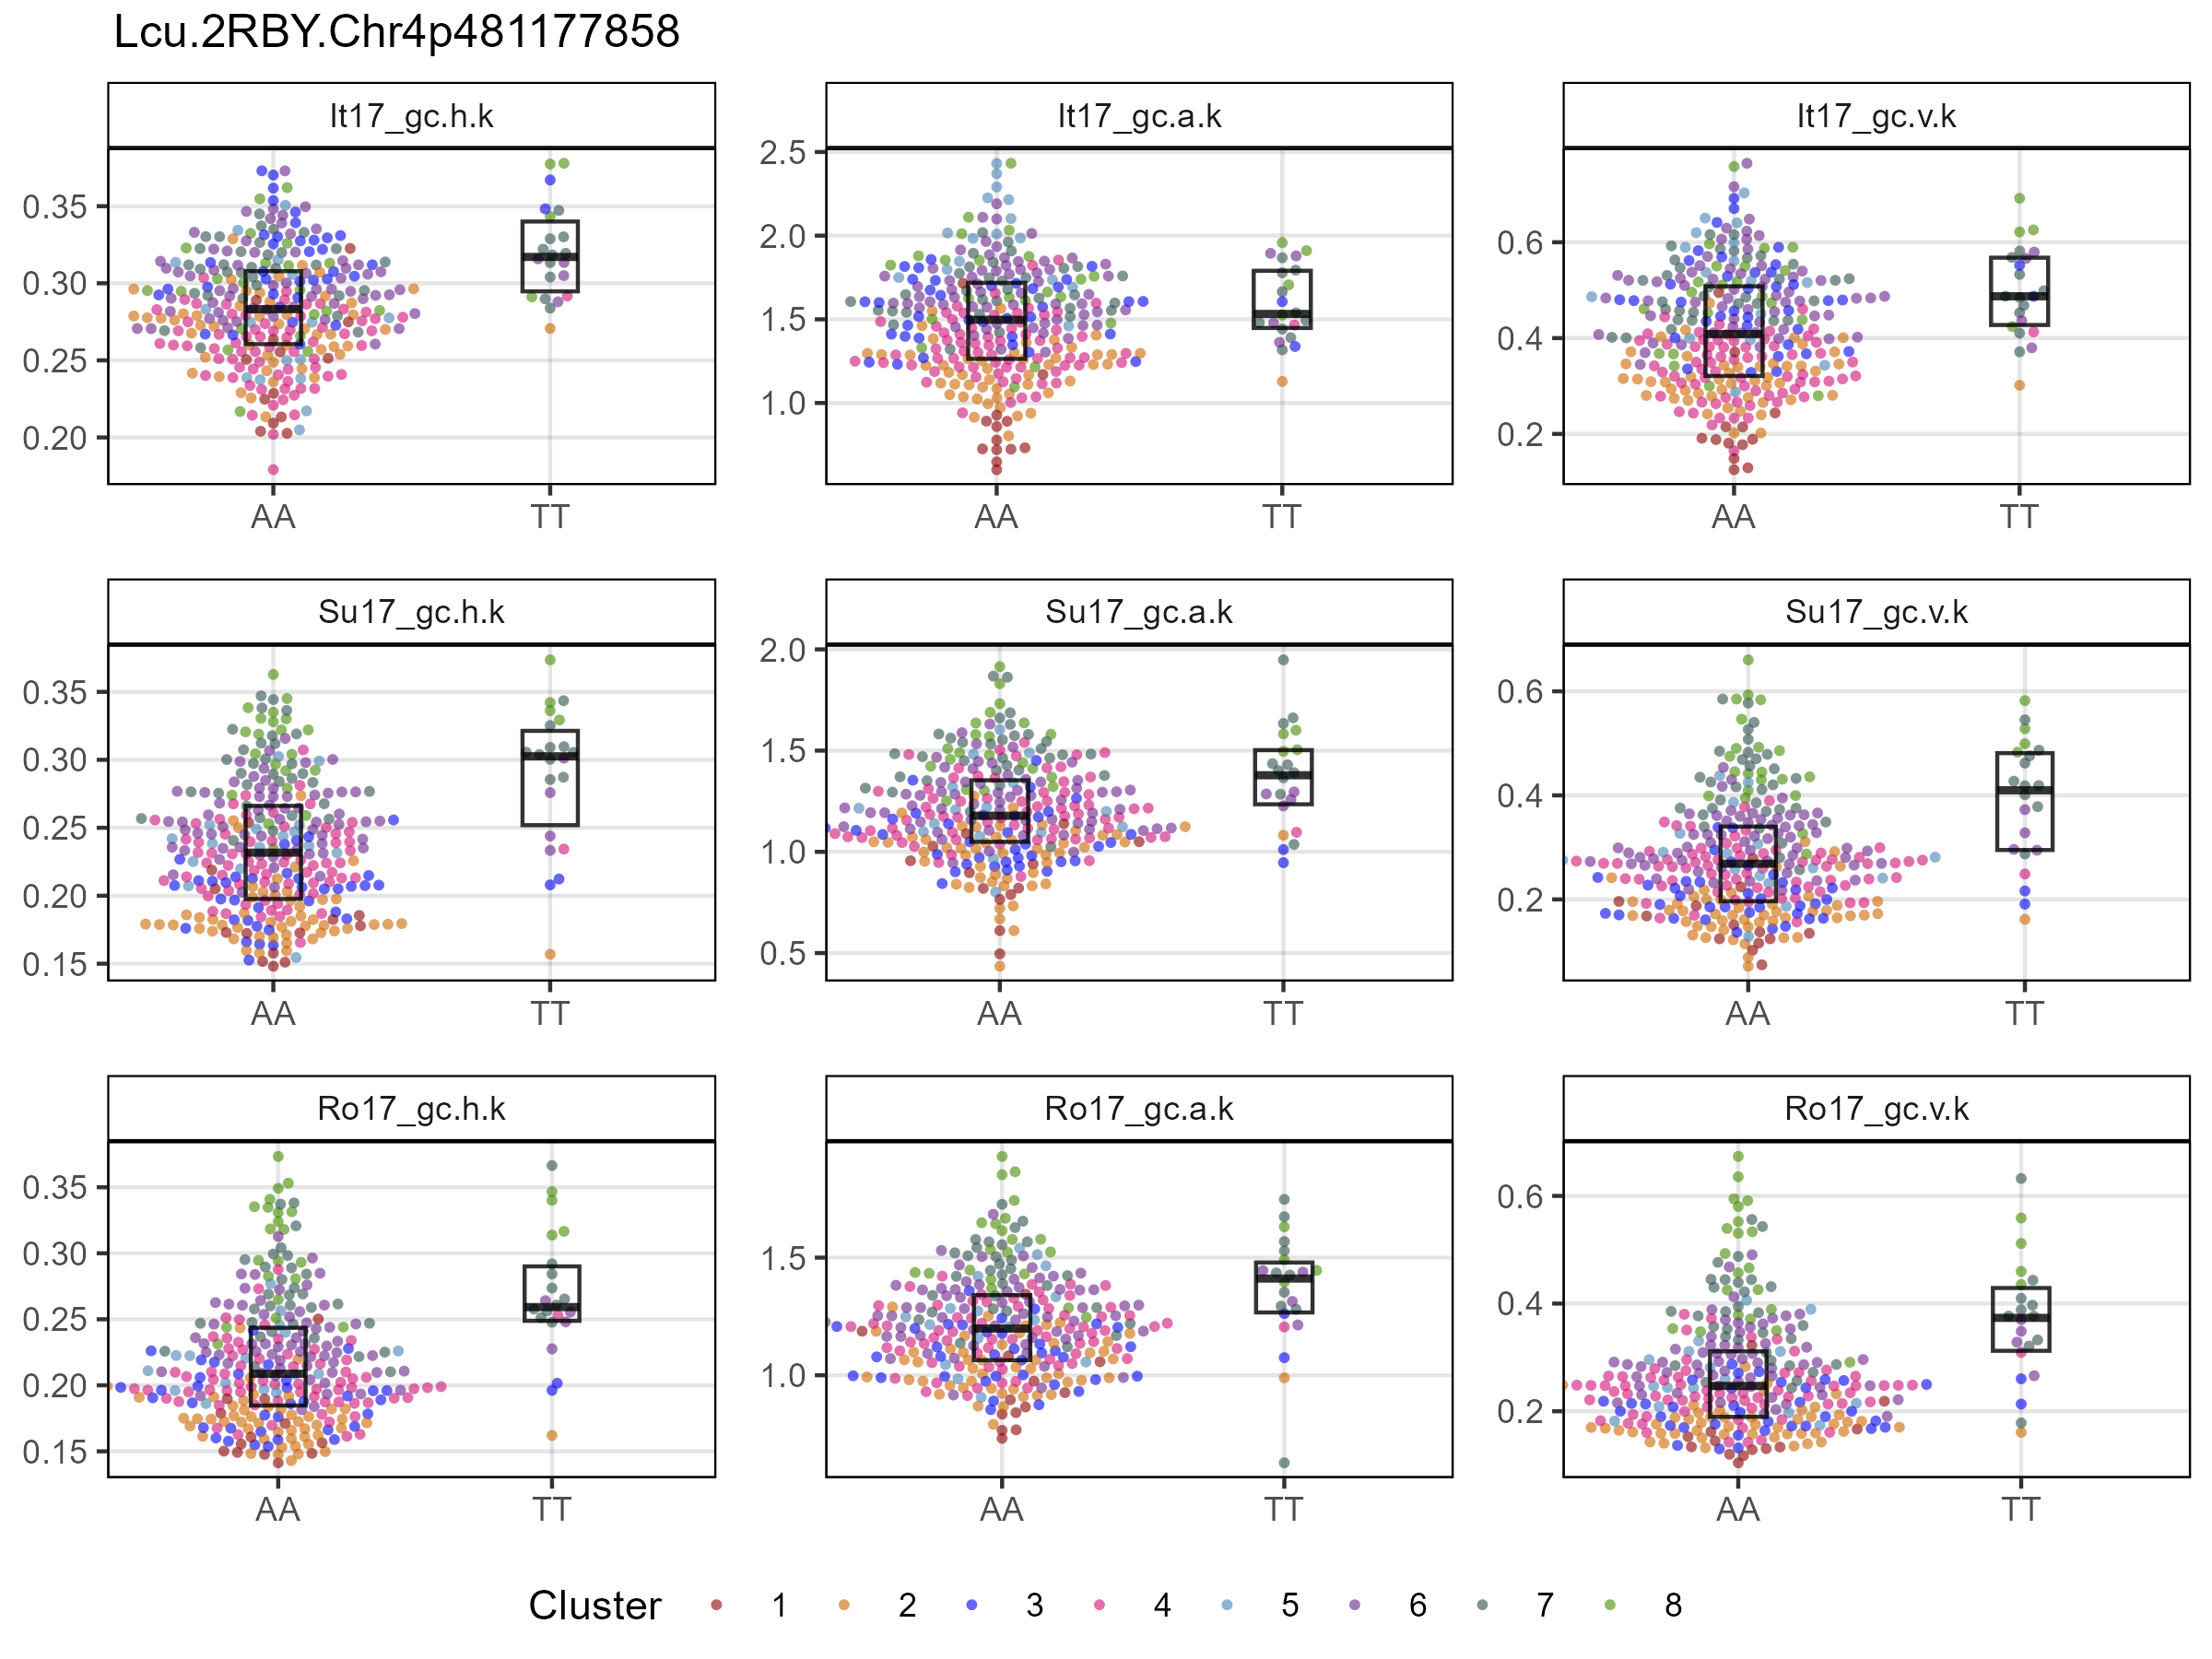 Lcu.2RBY.Chr4p481177858
It17_gc.h.k
It17_gc.a.k
It17_gc.v.k
0.35
0.30
0.25
0.20
AA
TT
2.5
2.0
1.5
1.0
AA
TT
0.6
0.4
0.2
AA
TT
Su17_gc.h.k
Su17_gc.a.k
Su17_gc.v.k
0.35
0.30
0.25
0.20
0.15
AA
TT
2.0
1.5
1.0
0.5
AA
TT
0.6
0.4
0.2
AA
TT
Ro17_gc.h.k
Ro17_gc.a.k
Ro17_gc.v.k
0.35
0.30
0.25
0.20
0.15
AA
TT
1.5
1.0
AA
TT
0.6
0.4
0.2
AA
TT
Cluster 1 2 3 4 5 6 7 8